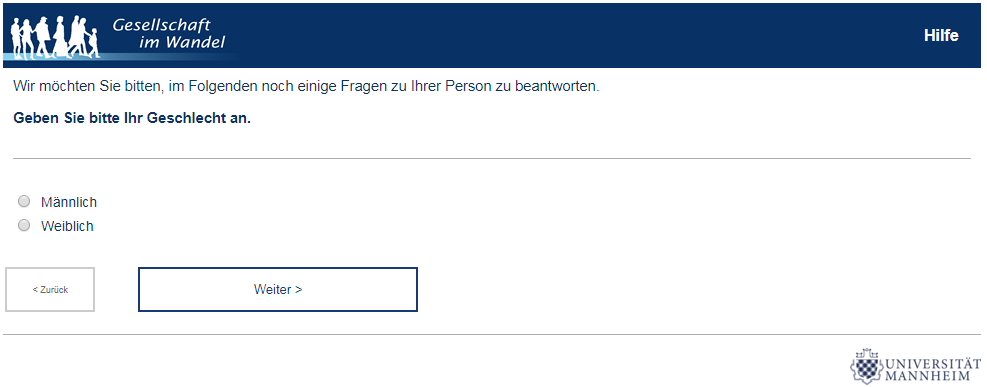 Gesellschaft
im Wandel
Hilfe
Wir möchten Sie bitten, im Folgenden noch einige Fragen zu Ihrer Person zu beantworten.
Geben Sie bitte Ihr Geschlecht an.
Männlich
Weiblich
< Zurück
Weiter >
UNIVERSITÄT
MANNHEIM